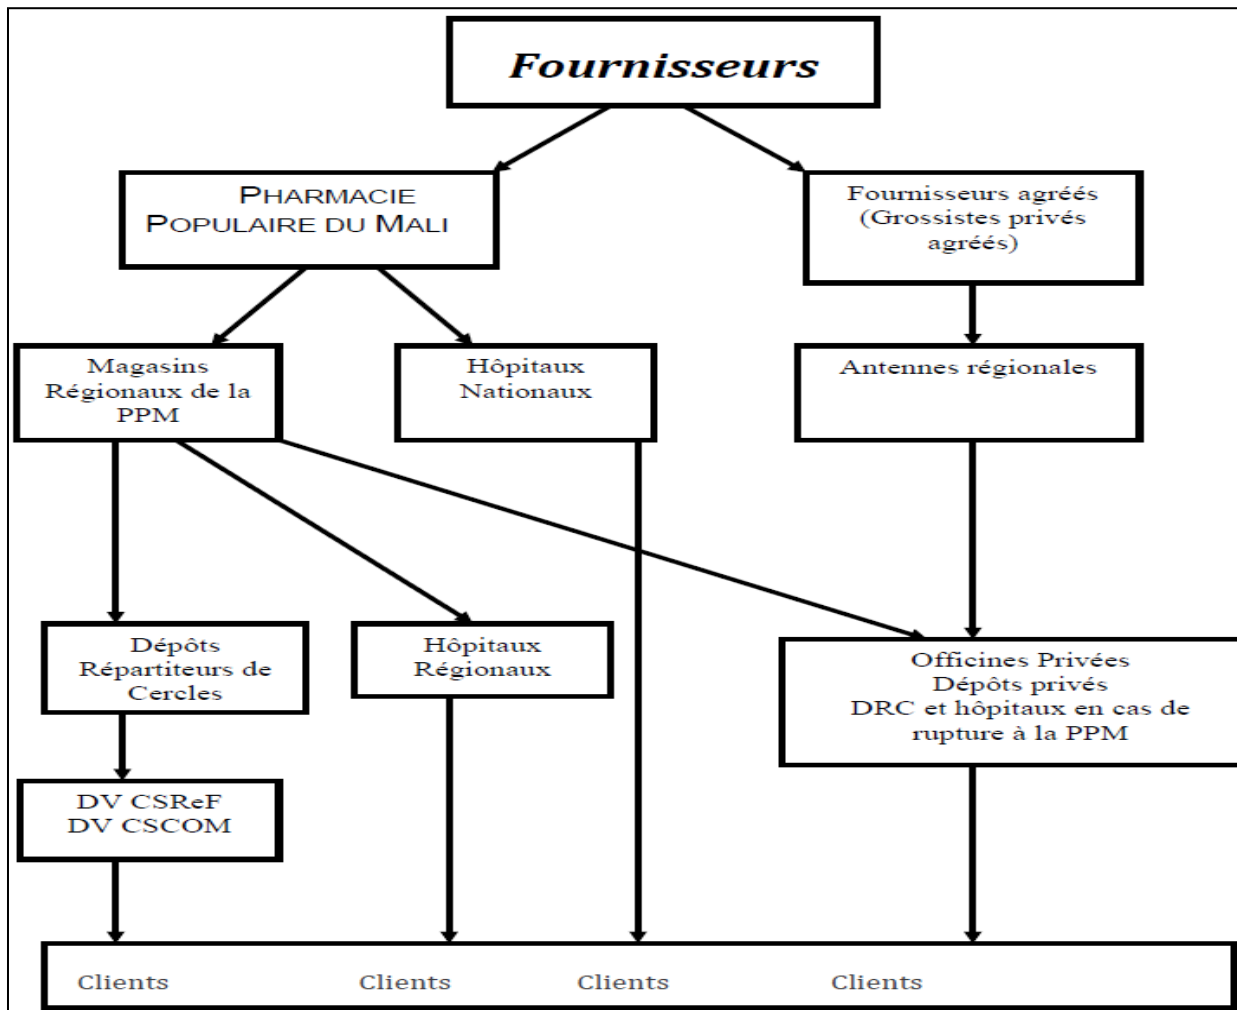 Fournisseurs
PHARMACIE
POPULAIRE DU MALI
Fournisseurs agréés
(Grossistes privés
agréés)
Magasins
Régionaux de la
PPM
Hôpitaux
Nationaux
Antennes régionales
Dépôts
Répartiteurs de
Cercles
Hôpitaux
Régionaux
Officines Privées
Dépôts privés
DRC et hôpitaux en cas de
rupture à la PPM
DV CSReF
DV CSCOM
Clients Clients Clients Clients